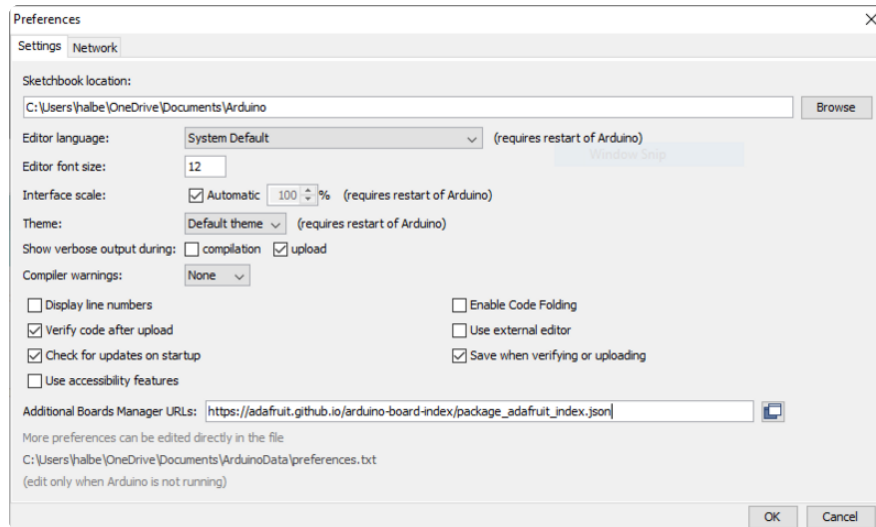 Preferences
Settings Network
Sketchbook location:
C:\Users\halbe\OneDrive\Documents\Arduino Browse
Editor language: System Default (requires restart of Arduino)
Window Snip
Editor font size: 12
Interface scale: Automatic 100 % (requires restart of Arduino)
Theme: Default theme (requires restart of Arduino)
Show verbose output during: compilation upload
Compiler warnings: None
Display line numbers Enable Code Folding
Verify code after upload Use external editor
Check for updates on startup Save when verifying or uploading
Use accessibility features
Additional Boards Manager URLs: https://adafruit.github.io/arduino-board-index/package_adafruit_index.json
More preferences can be edited directly in the file
C:\Users\halbe\OneDrive\Documents\ArduinoData\preferences.txt
(edit only when Arduino is not running)
OK Cancel